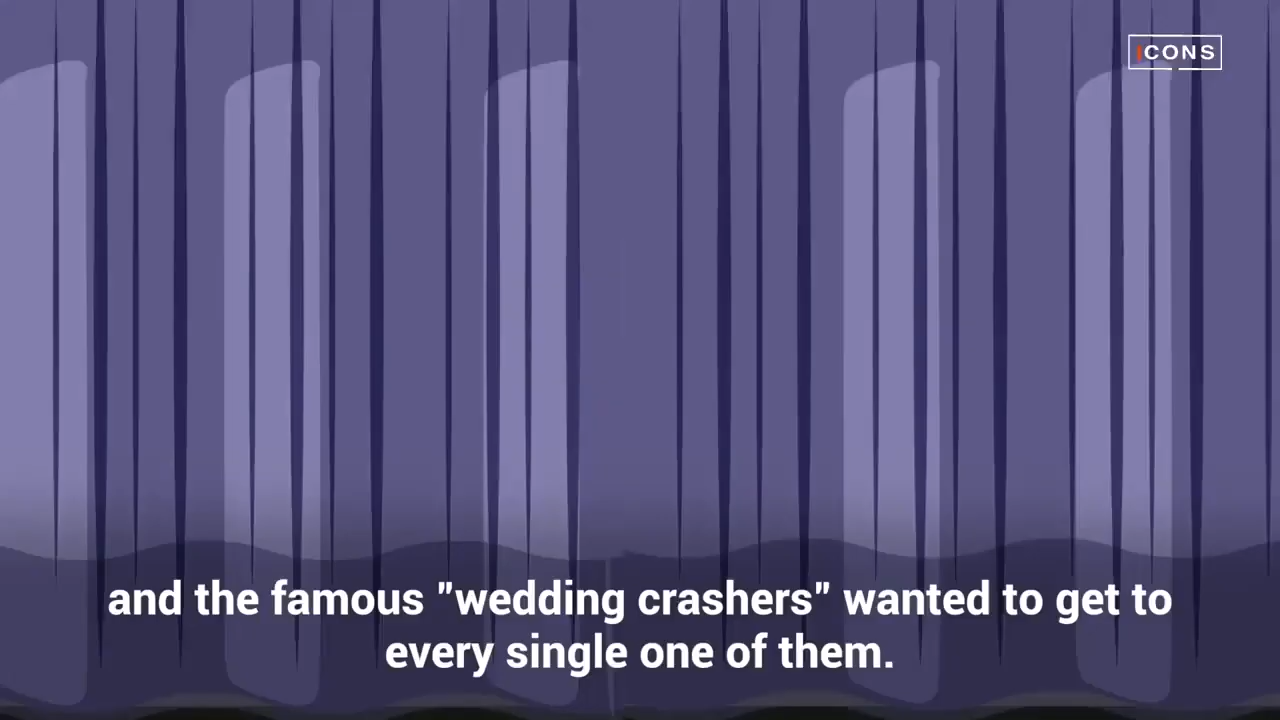 ICONS
and the famous "wedding crashers" wanted to get to
every single one of them.